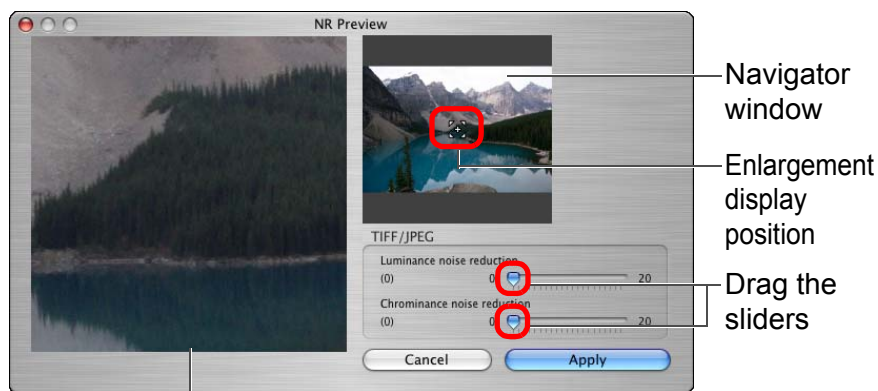 NR Preview
Navigator
window
Enlargement
display
position
TIFF/JPEG
Luminance noise reduction
(0) 0 20
Chrominance noise reduction
(0) 0 20
Drag the
sliders
Cancel Apply